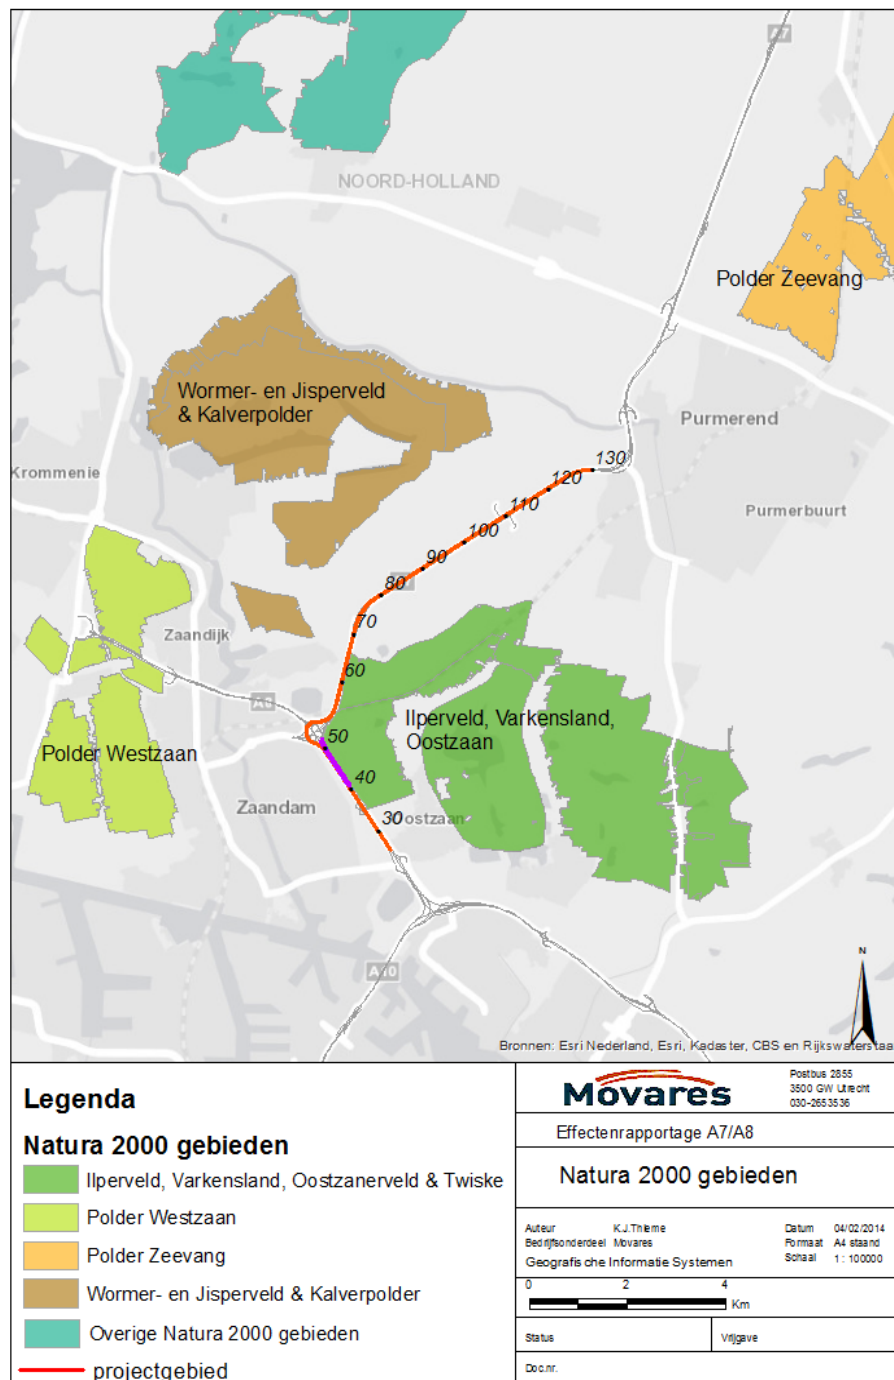 A7
NOORD-HOLLAND
Polder Zeevang
Wormer- en Jisperveld
& Kalverpolder
Purmerend
Krommenie
130
120
110
Purmerbuurt
100
90
80
70
Zaandijk
60
Ilperveld, Varkensland,
Oostzaan
50
Polder Westzaan
40
Zaandam
30
Oostzaan
A10
N
Bronnen: Esri Nederland, Esri, Kadaster, CBS en Rijkswaterstaa
Legenda
Natura 2000 gebieden
Ilperveld, Varkensland, Oostzanerveld & Twiske
Polder Westzaan
Polder Zeevang
Wormer- en Jisperveld & Kalverpolder
Overige Natura 2000 gebieden
projectgebied
Movares
Postbus 2855
3500 GW Utrecht
030-2653536
Effectenrapportage A7/A8
Natura 2000 gebieden
Auteur K.J.Thieme Datum 04/02/2014
Bedrijfsonderdeel Movares Formaat A4 staand
Geografische Informatie Systemen Schaal 1 : 100000
0 2 4
Km
Status Vrijgave
Doc.nr.